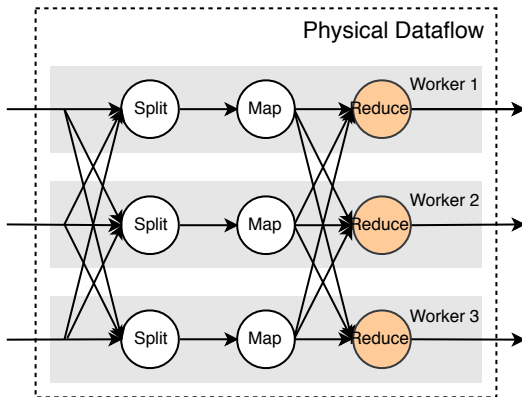 Physical Dataflow
Worker 1
Split Map Reduce
Worker 2
Split Map Reduce
Worker 3
Split Map Reduce